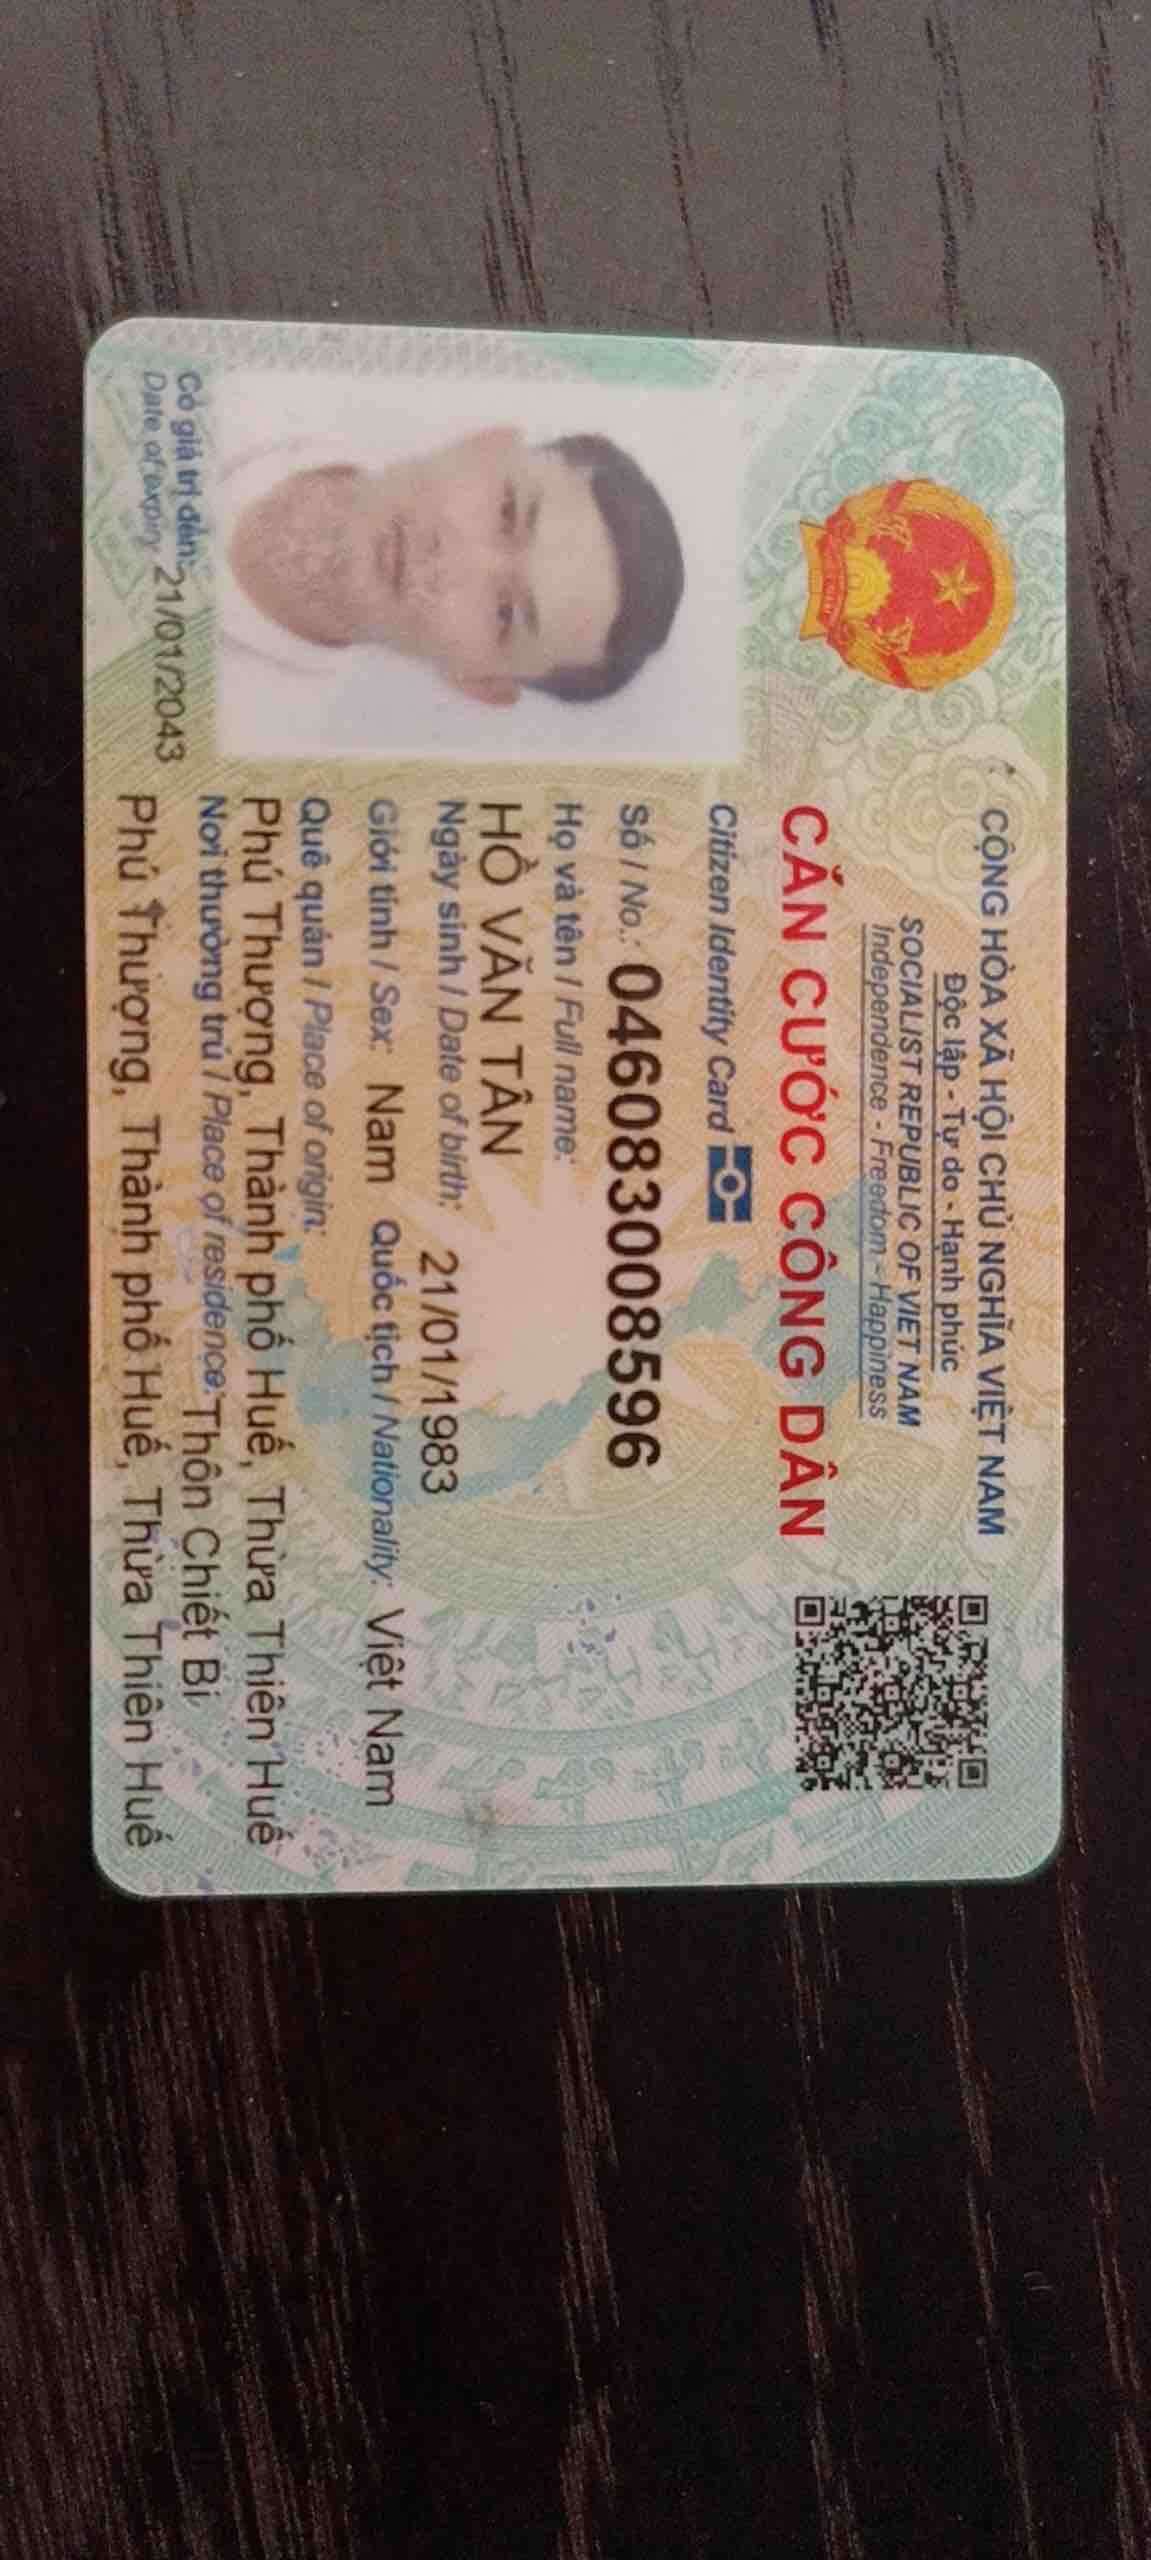 CỘNG HÒA XÃ HỘI CHỦ NGHĨA VIỆT NAM
Độc lập - Tự do - Hạnh phúc
SOCIALIST REPUBLIC OF VIET NAM
Independence - Freedom - Happiness
CĂN CƯỚC CÔNG DÂN
Citizen Identity Card
Số / No.: 046083008596
Họ và tên / Full name:
HỒ VĂN TÂN
Ngày sinh / Date of birth: 21/01/1983
Giới tính / Sex: Nam Quốc tịch / Nationality: Việt Nam
Quê quán / Place of origin:
Phú Thượng, Thành phố Huế, Thừa Thiên Huế
Nơi thường trú / Place of residence: Thôn Chiết Bi,
Phú Thượng, Thành phố Huế, Thừa Thiên Huế
Có giá trị đến: 21/01/2043
Date of expiry